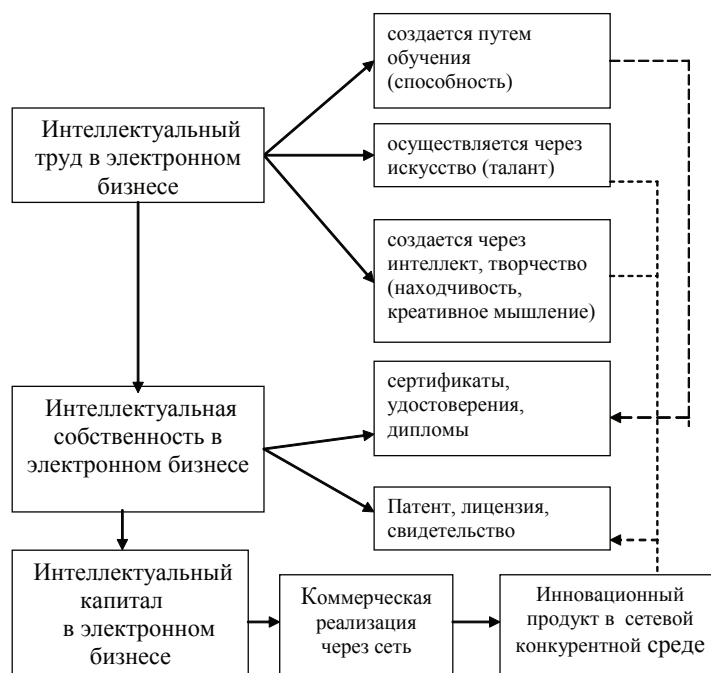 создается путем
обучения
(способность)
Интеллектуальный
труд в электронном
бизнесе
осуществляется через
искусство (талант)
создается через
интеллект, творчество
(находчивость,
креативное мышление)
Интеллектуальная
собственность в
электронном бизнесе
сертификаты,
удостоверения,
дипломы
Патент, лицензия,
свидетельство
Интеллектуальный
капитал
в электронном
бизнесе
Коммерческая
реализация
через сеть
Инновационный
продукт в сетевой
конкурентной среде